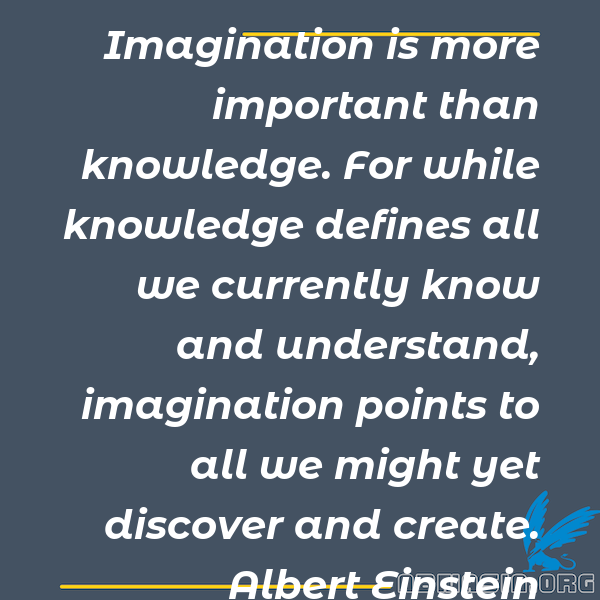 Imagination is more
important than
knowledge. For while
knowledge defines all
we currently know
and understand,
imagination points to
all we might yet
discover and create.
Albert Einstein